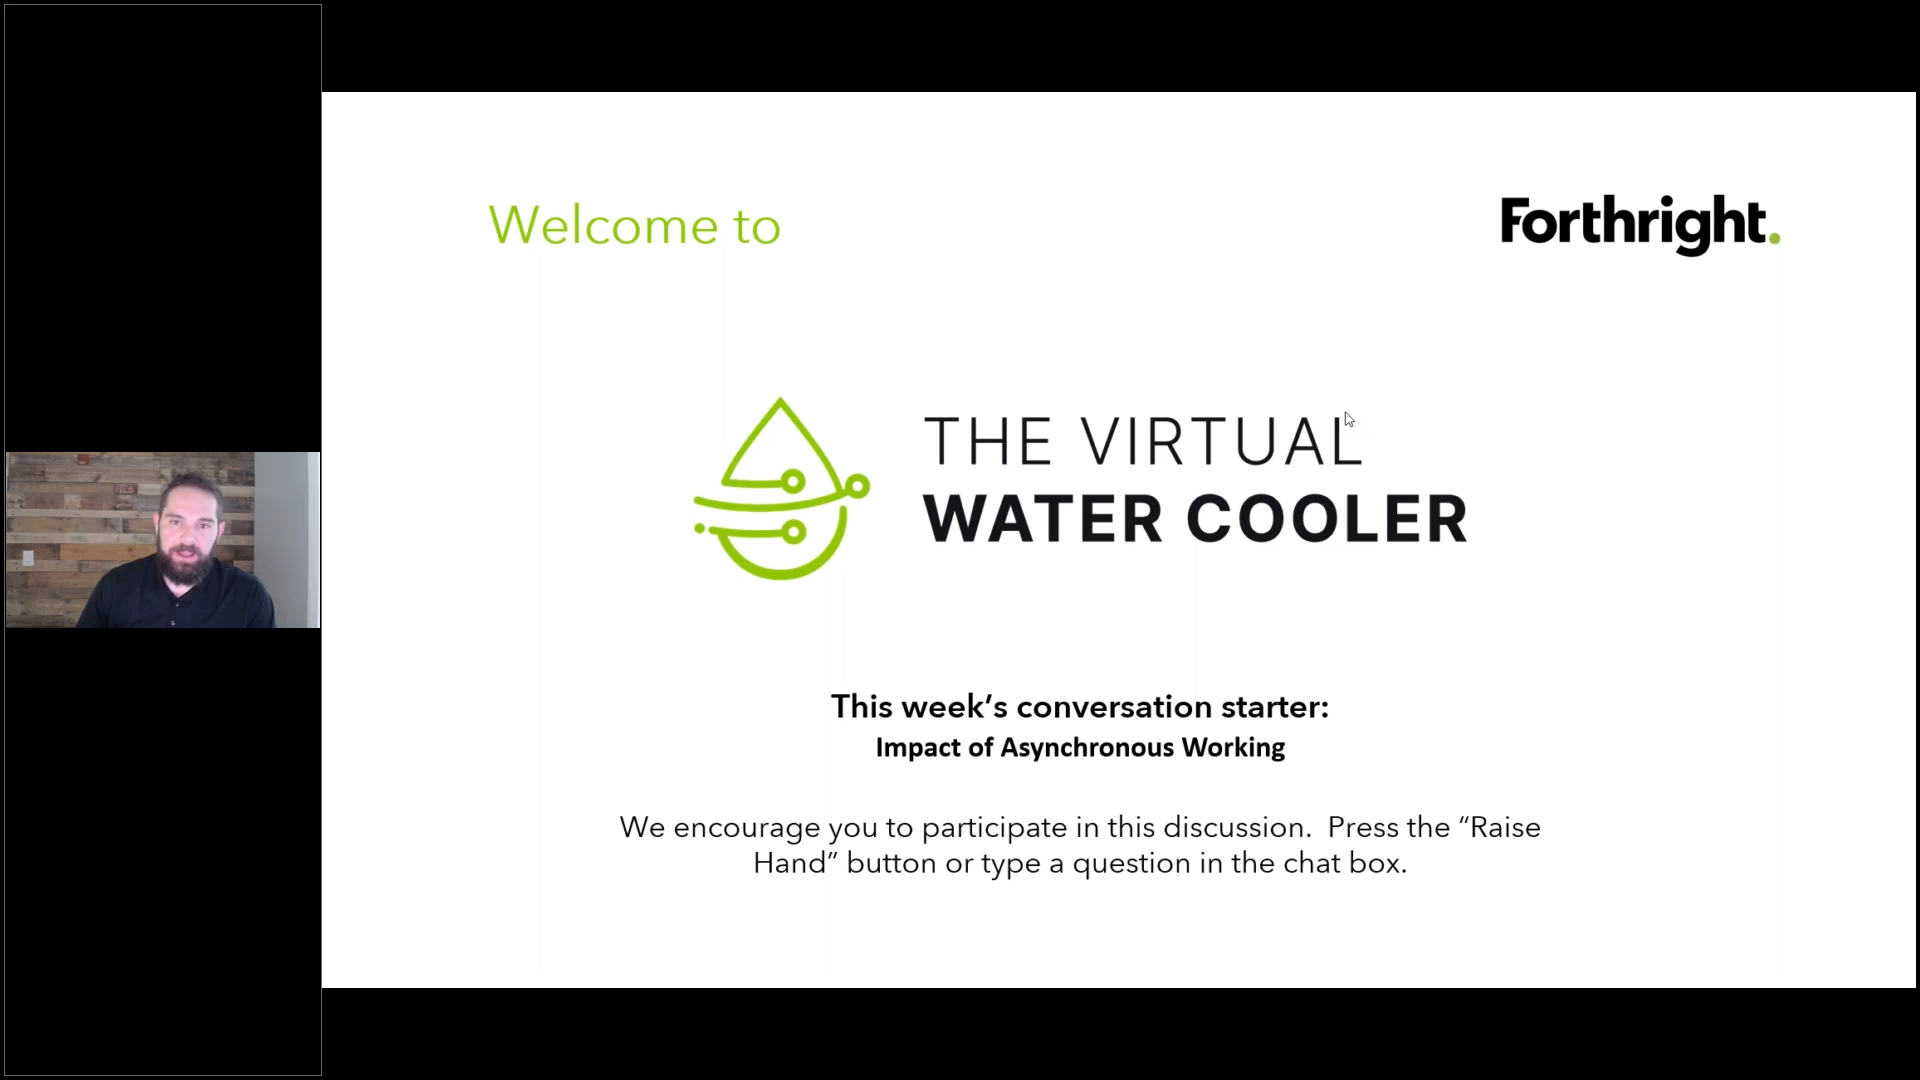 Welcome to
Forthright.
THE VIRTUAL
WATER COOLER
This week’s conversation starter:
Impact of Asynchronous Working
We encourage you to participate in this discussion.  Press the “Raise
Hand” button or type a question in the chat box.